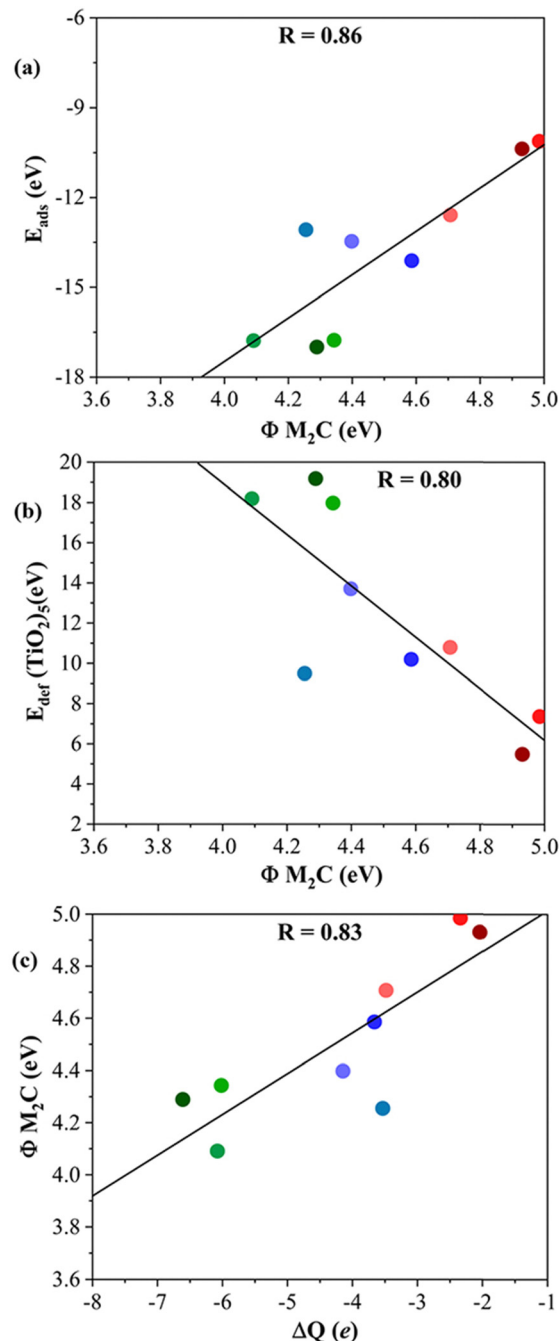 (a)
R = 0.86
-6
-9
-12
-15
-18
E_ads (eV)
3.6 4.0 4.2 4.4 4.6 4.8 5.0
Φ M₂C (eV)
(b)
R = 0.80
20
18
16
14
12
10
8
6
4
2
E_def (TiO₂)₅(eV)
3.6 3.8 4.0 4.2 4.4 4.6 4.8 5.0
Φ M₂C (eV)
(c)
R = 0.83
5.0
4.8
4.6
4.4
4.2
4.0
3.8
3.6
Φ M₂C (eV)
-8 -7 -6 -5 -4 -3 -2 -1
ΔQ (e)